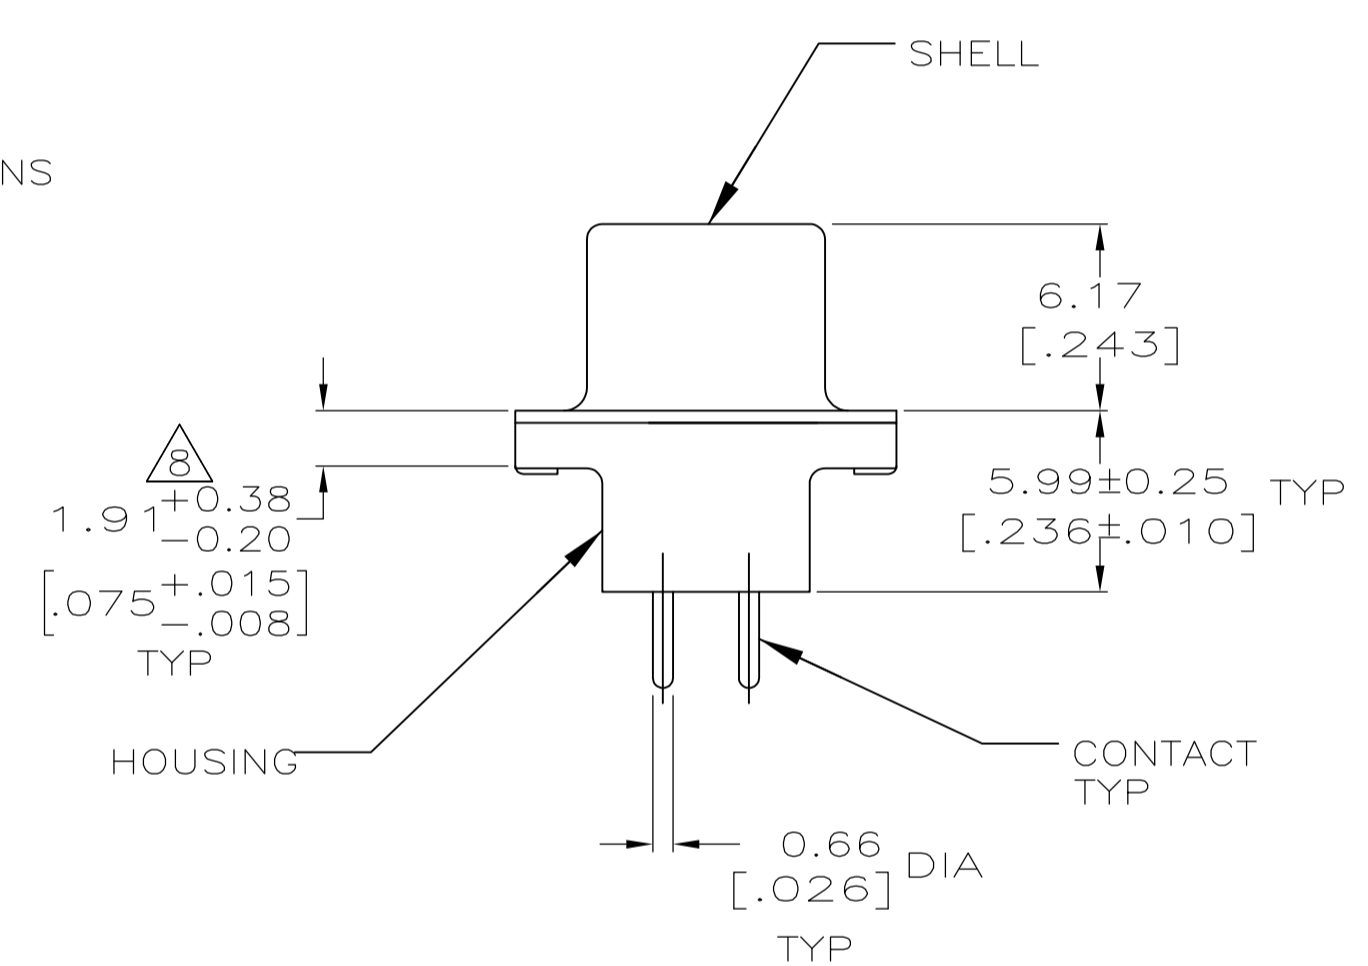 SHELL
NS
6.17
[.243]
8
1.91 +0.38
-0.20
[.075 +.015
-.008]
TYP
5.99±0.25 TYP
[.236±.010]
HOUSING
CONTACT
TYP
0.66 DIA
[.026]
TYP